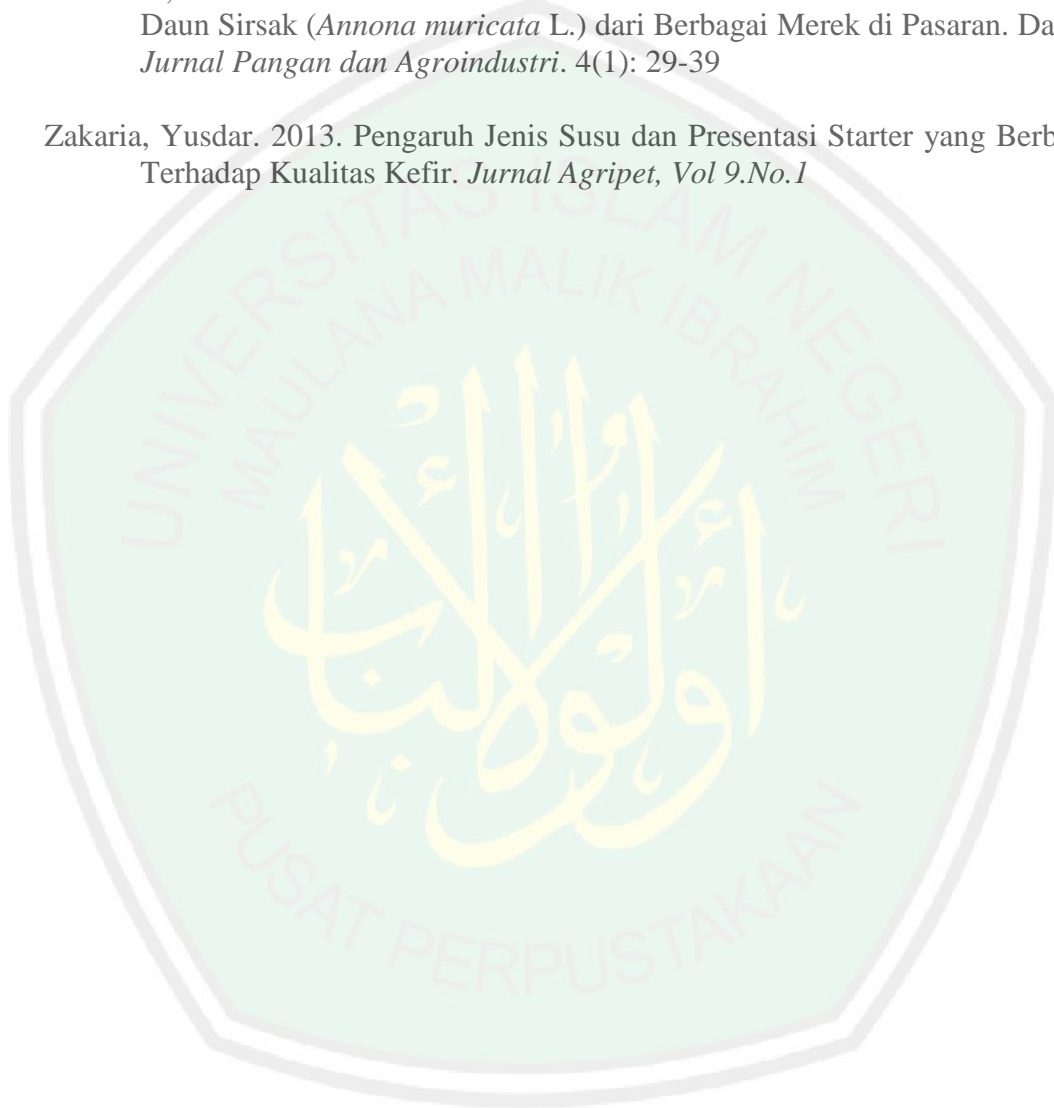 Daun Sirsak (Annona muricata L.) dari Berbagai Merek di Pasaran. Da
Jurnal Pangan dan Agroindustri. 4(1): 29-39
Zakaria, Yusdar. 2013. Pengaruh Jenis Susu dan Presentasi Starter yang Berb
Terhadap Kualitas Kefir. Jurnal Agripet, Vol 9.No.1
UNIVERSITAS ISLAM NEGERI
MAULANA MALIK IBRAHIM
أولوا الألباب
PUSAT PERPUSTAKAAN